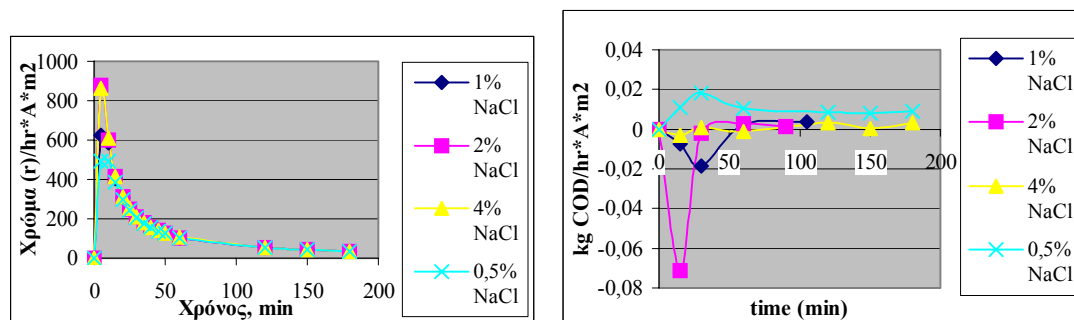 Χρώμα (r)/hr*A*m2
1000
800
600
400
200
0
0
50
100
150
200
Χρόνος, min
1%
NaCl
2%
NaCl
4%
NaCl
0,5%
NaCl
kg COD/hr*A*m2
0,04
0,02
0
-0,02
-0,04
-0,06
-0,08
0
50
100
150
200
time (min)
1%
NaCl
2%
NaCl
4%
NaCl
0,5%
NaCl